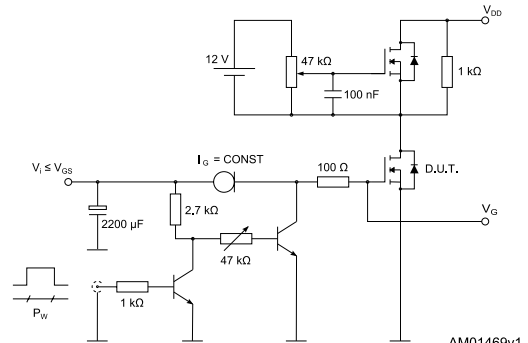 V_DD
12 V
47 kΩ
1 kΩ
100 nF
I_G = CONST
V_i ≤ V_GS
100 Ω
D.U.T.
2.7 kΩ
2200 μF
V_G
47 kΩ
1 kΩ
P_W
AM01469v1